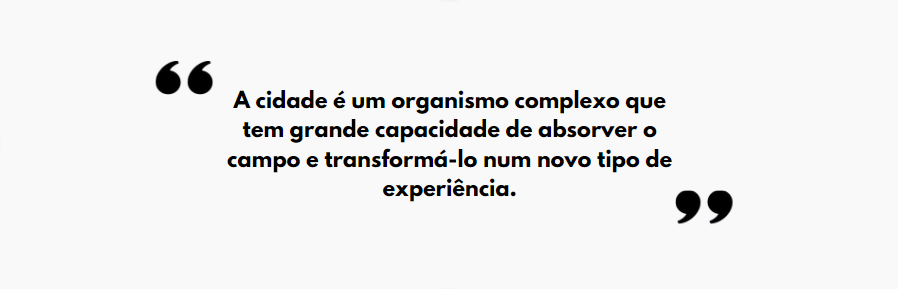 “
A cidade é um organismo complexo que
tem grande capacidade de absorver o
campo e transformá-lo num novo tipo de
experiência.
”